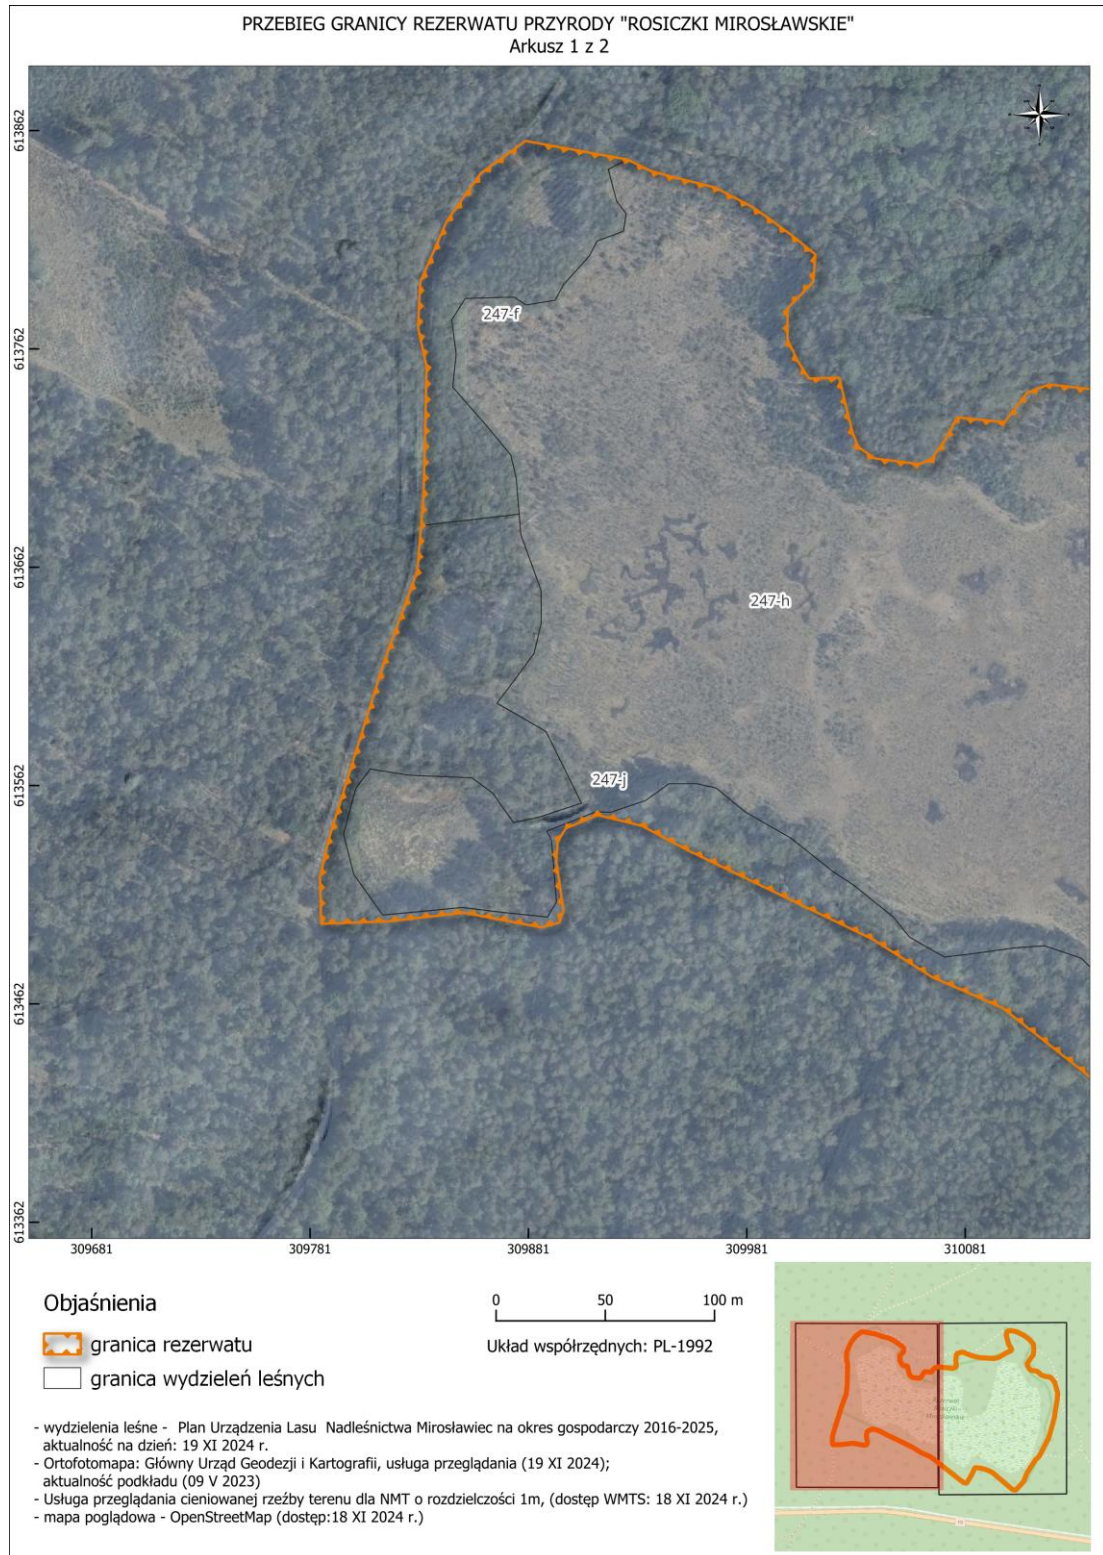 PRZEBIEG GRANICY REZERWATU PRZYRODY "ROSICZKI MIROSŁAWSKIE"
Arkusz 1 z 2
613862
613762
613662
613562
613462
613362
247-f
247-h
247-j
309681
309781
309881
309981
310081
Objaśnienia
granica rezerwatu
granica wydzieleń leśnych
0 50 100 m
Układ współrzędnych: PL-1992
- wydzielenia leśne - Plan Urządzenia Lasu Nadleśnictwa Mirosławiec na okres gospodarczy 2016-2025,
aktualność na dzień: 19 XI 2024 r.
- Ortofotomapa: Główny Urząd Geodezji i Kartografii, usługa przeglądania (19 XI 2024);
aktualność podkładu (09 V 2023)
- Usługa przeglądania cieniowanej rzeźby terenu dla NMT o rozdzielczości 1m, (dostęp WMTS: 18 XI 2024 r.)
- mapa poglądowa - OpenStreetMap (dostęp:18 XI 2024 r.)